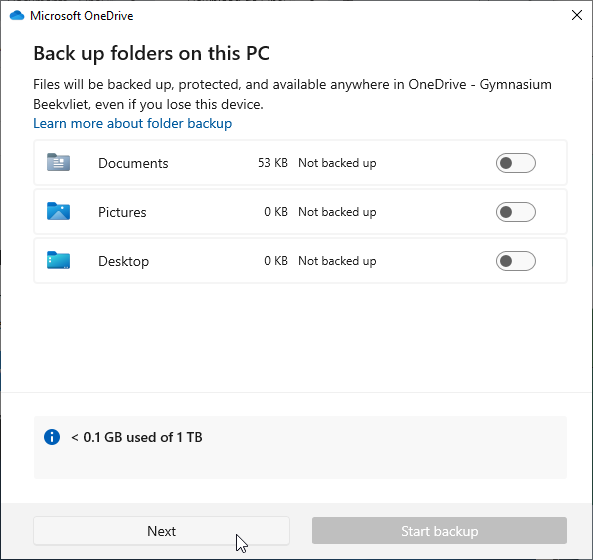 Microsoft OneDrive
Back up folders on this PC
Files will be backed up, protected, and available anywhere in OneDrive - Gymnasium
Beekvliet, even if you lose this device.
Learn more about folder backup
Documents 53 KB Not backed up
Pictures 0 KB Not backed up
Desktop 0 KB Not backed up
< 0.1 GB used of 1 TB
Next Start backup